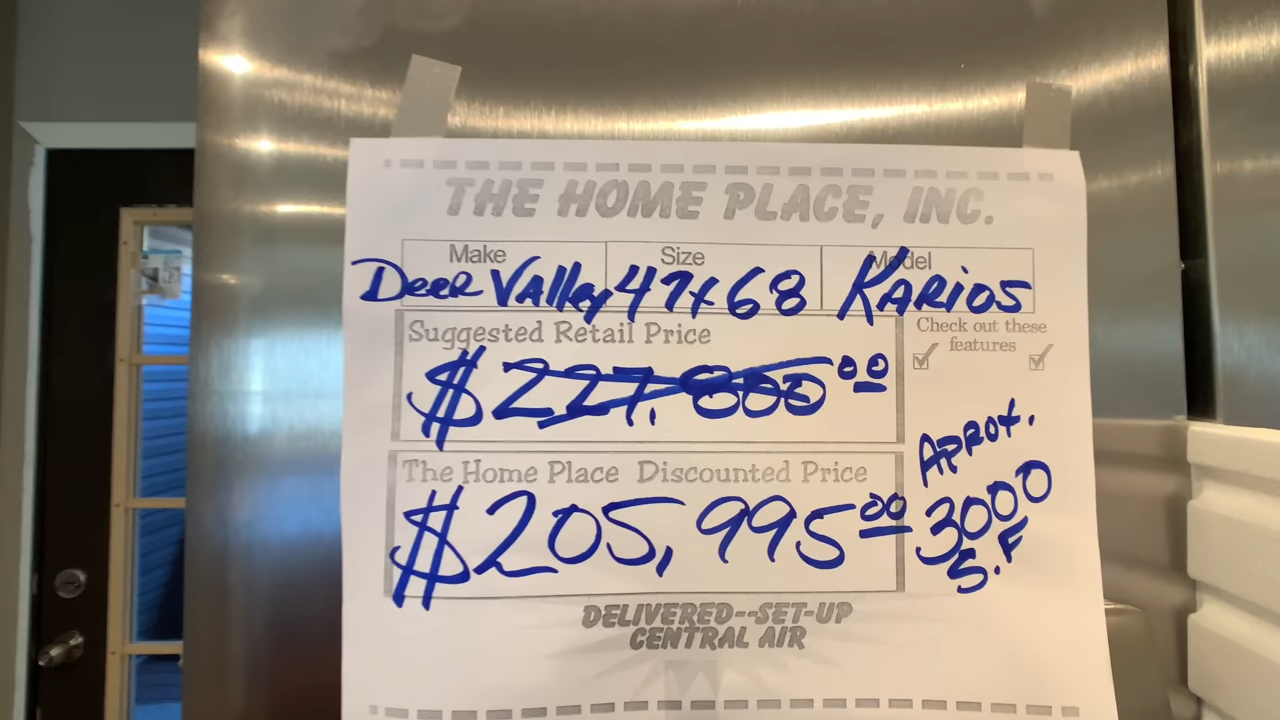 THE HOME PLACE, INC.
Make Size Model
Deer Valley 47x68 KARIOS
Suggested Retail Price
$227,800 00
Check out these
features
The Home Place Discounted Price
$205,995 00
APROX.
3000
S.F
DELIVERED--SET-UP
CENTRAL AIR